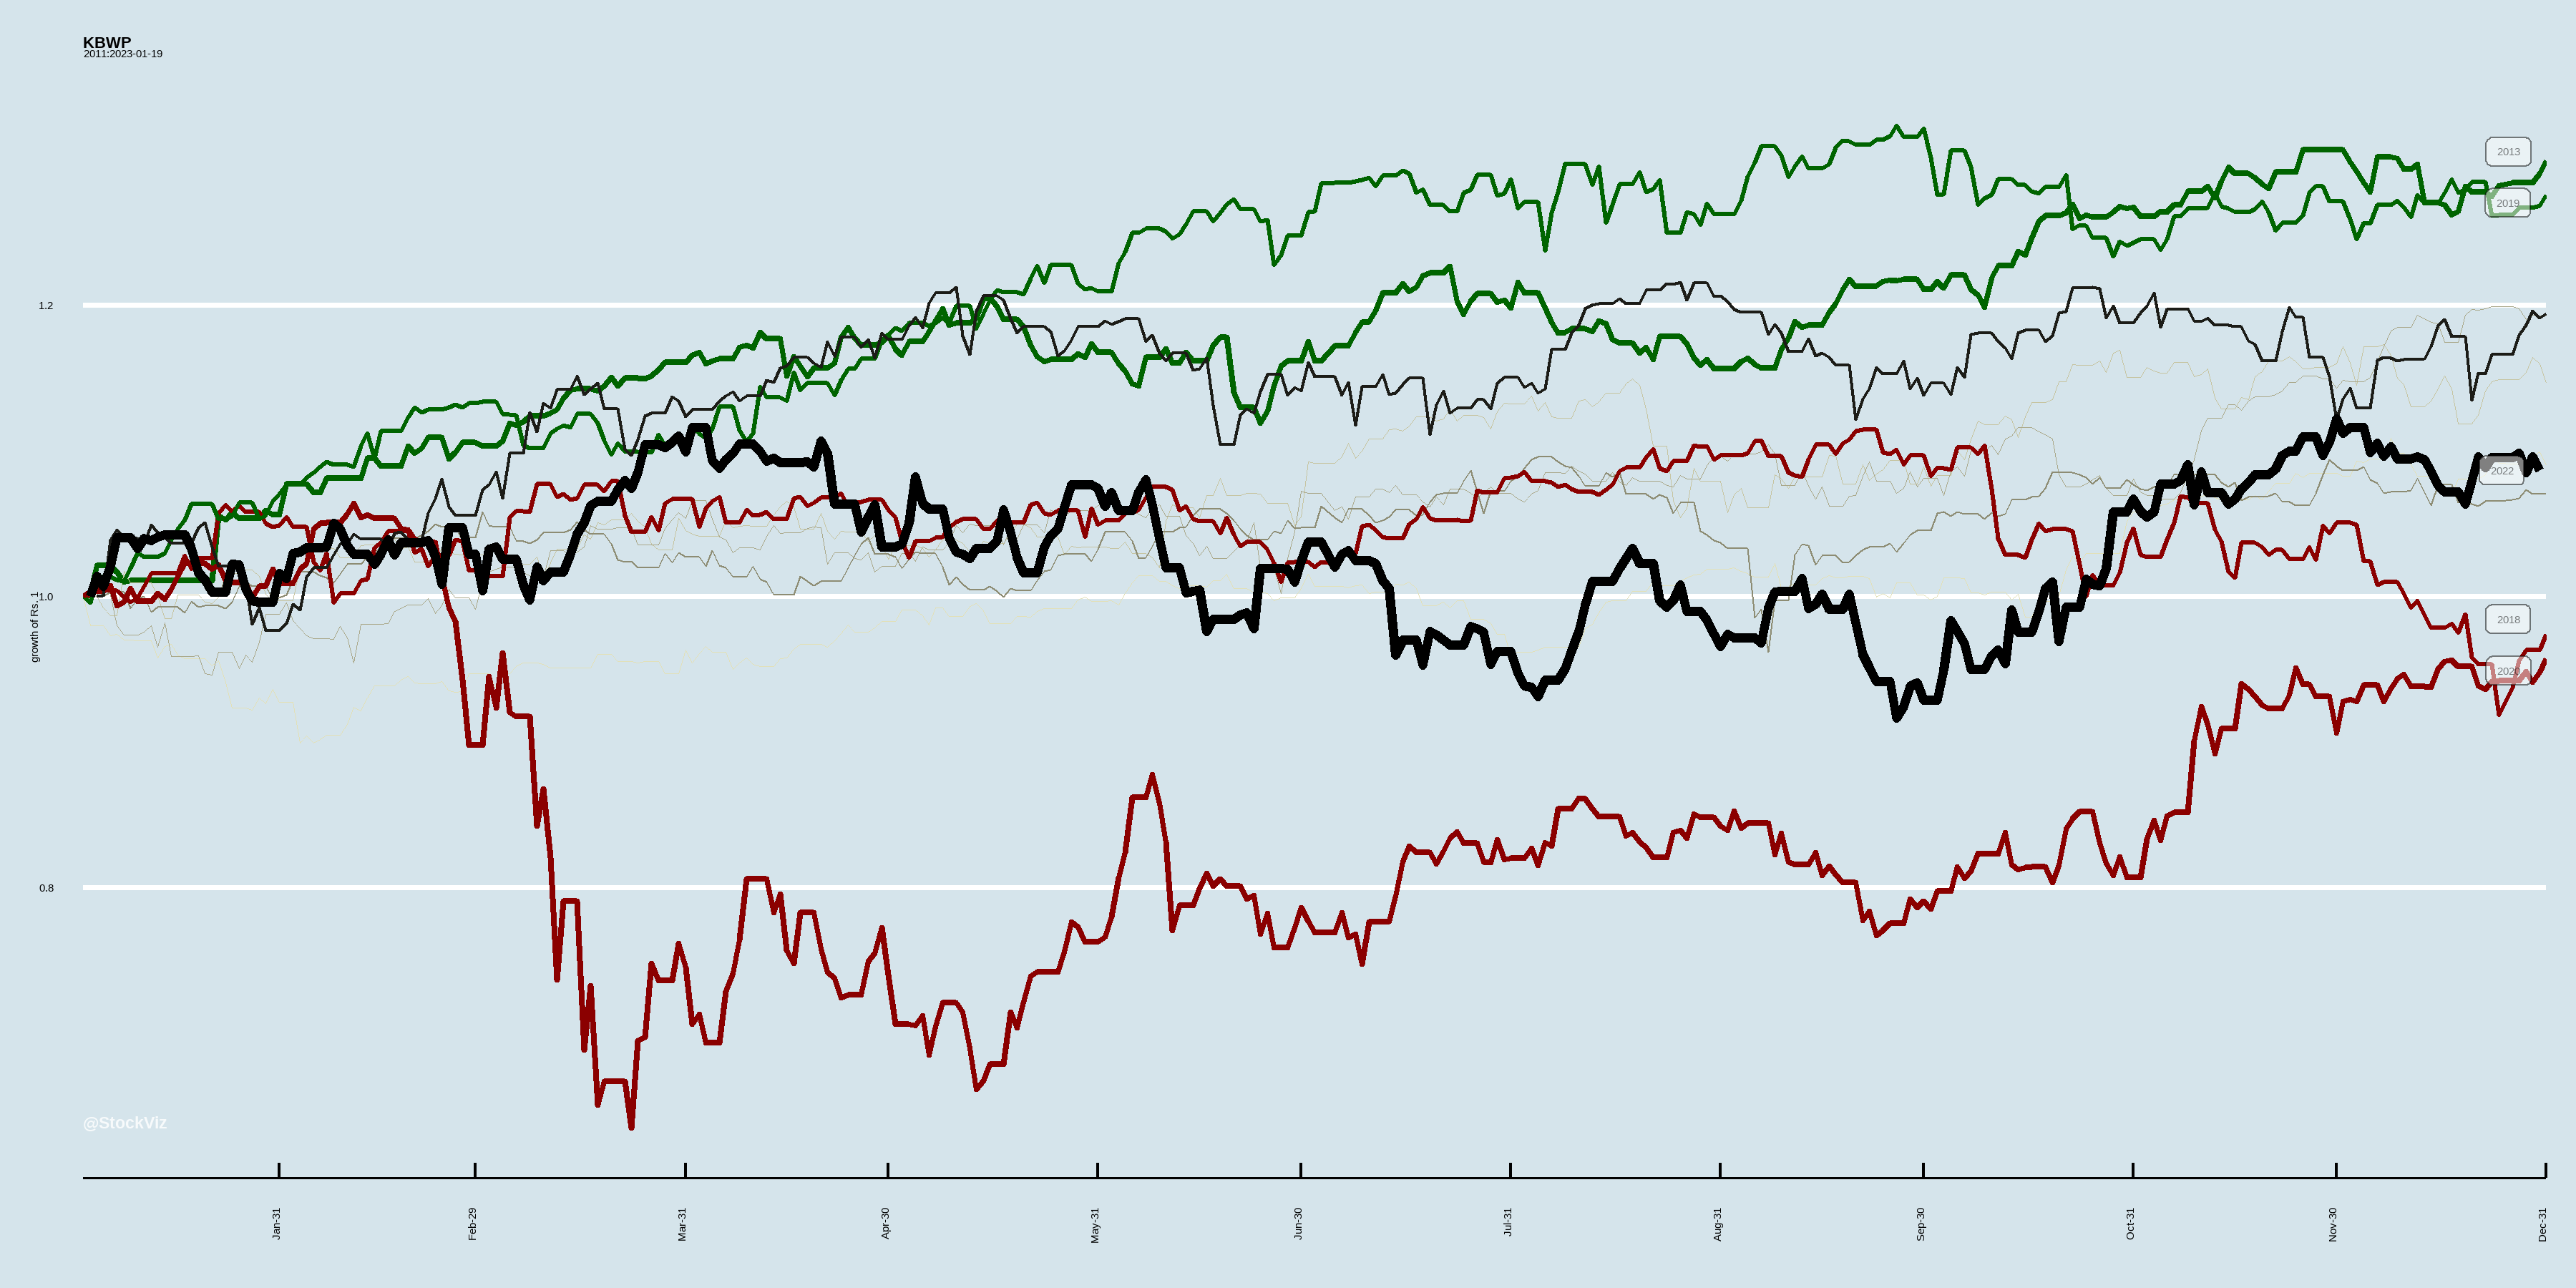 KBWP
2011:2023-01-19
2013
2019
1.2
2022
1.0
growth of Rs. 1
2018
2020
0.8
@StockViz
Jan-31
Feb-29
Mar-31
Apr-30
May-31
Jun-30
Jul-31
Aug-31
Sep-30
Oct-31
Nov-30
Dec-31